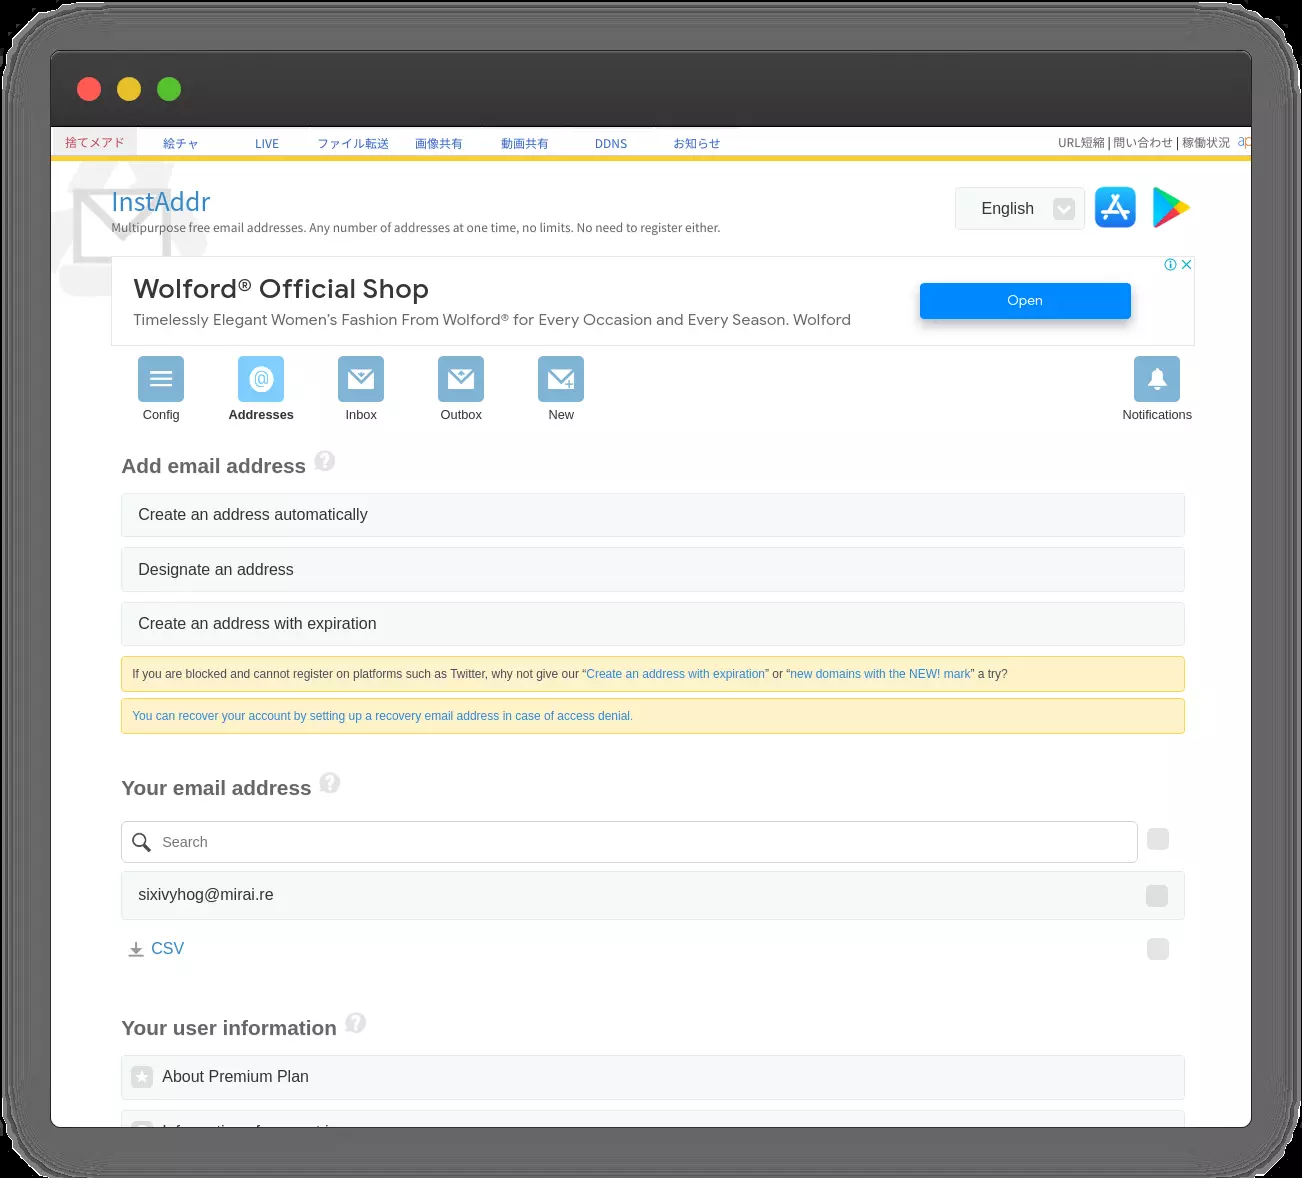 捨てメアド 絵チャ LIVE ファイル転送 画像共有 動画共有 DDNS お知らせ URL短縮 | 問い合わせ | 稼働状況
InstAddr
English
Multipurpose free email addresses. Any number of addresses at one time, no limits. No need to register either.
Wolford® Official Shop
Open
Timelessly Elegant Women's Fashion From Wolford® for Every Occasion and Every Season. Wolford
Config Addresses Inbox Outbox New Notifications
Add email address ?
Create an address automatically
Designate an address
Create an address with expiration
If you are blocked and cannot register on platforms such as Twitter, why not give our “Create an address with expiration” or “new domains with the NEW! mark” a try?
You can recover your account by setting up a recovery email address in case of access denial.
Your email address ?
Search
sixivyhog@mirai.re
CSV
Your user information ?
About Premium Plan